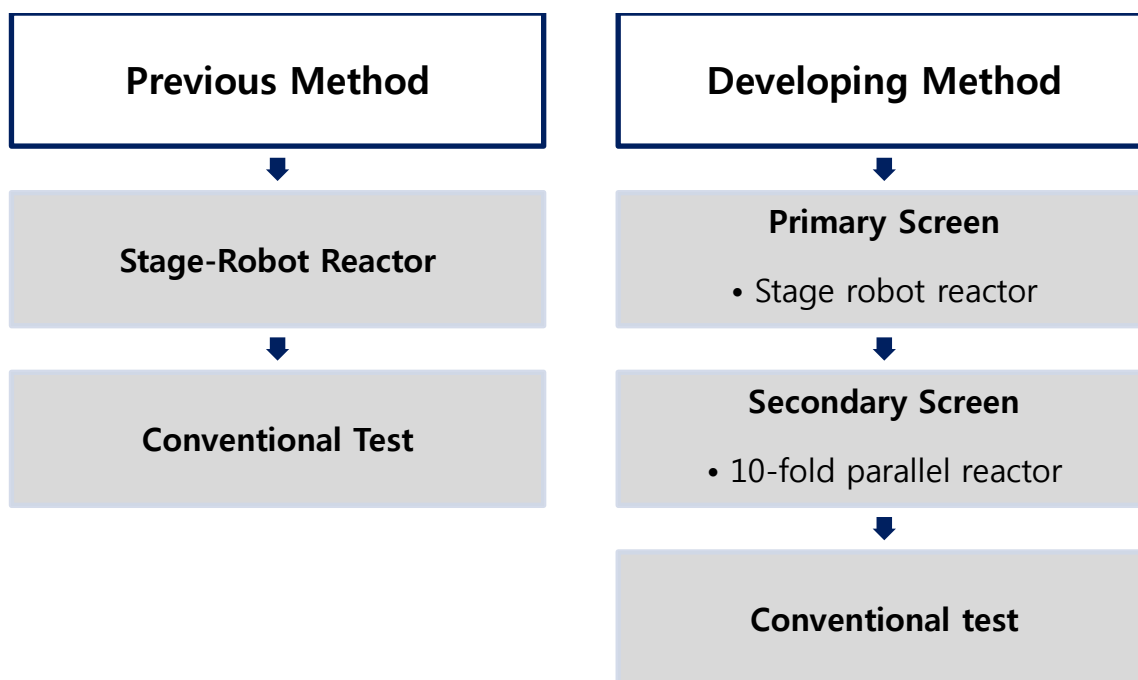 Previous Method
Stage-Robot Reactor
Conventional Test
Developing Method
Primary Screen
• Stage robot reactor
Secondary Screen
• 10-fold parallel reactor
Conventional test